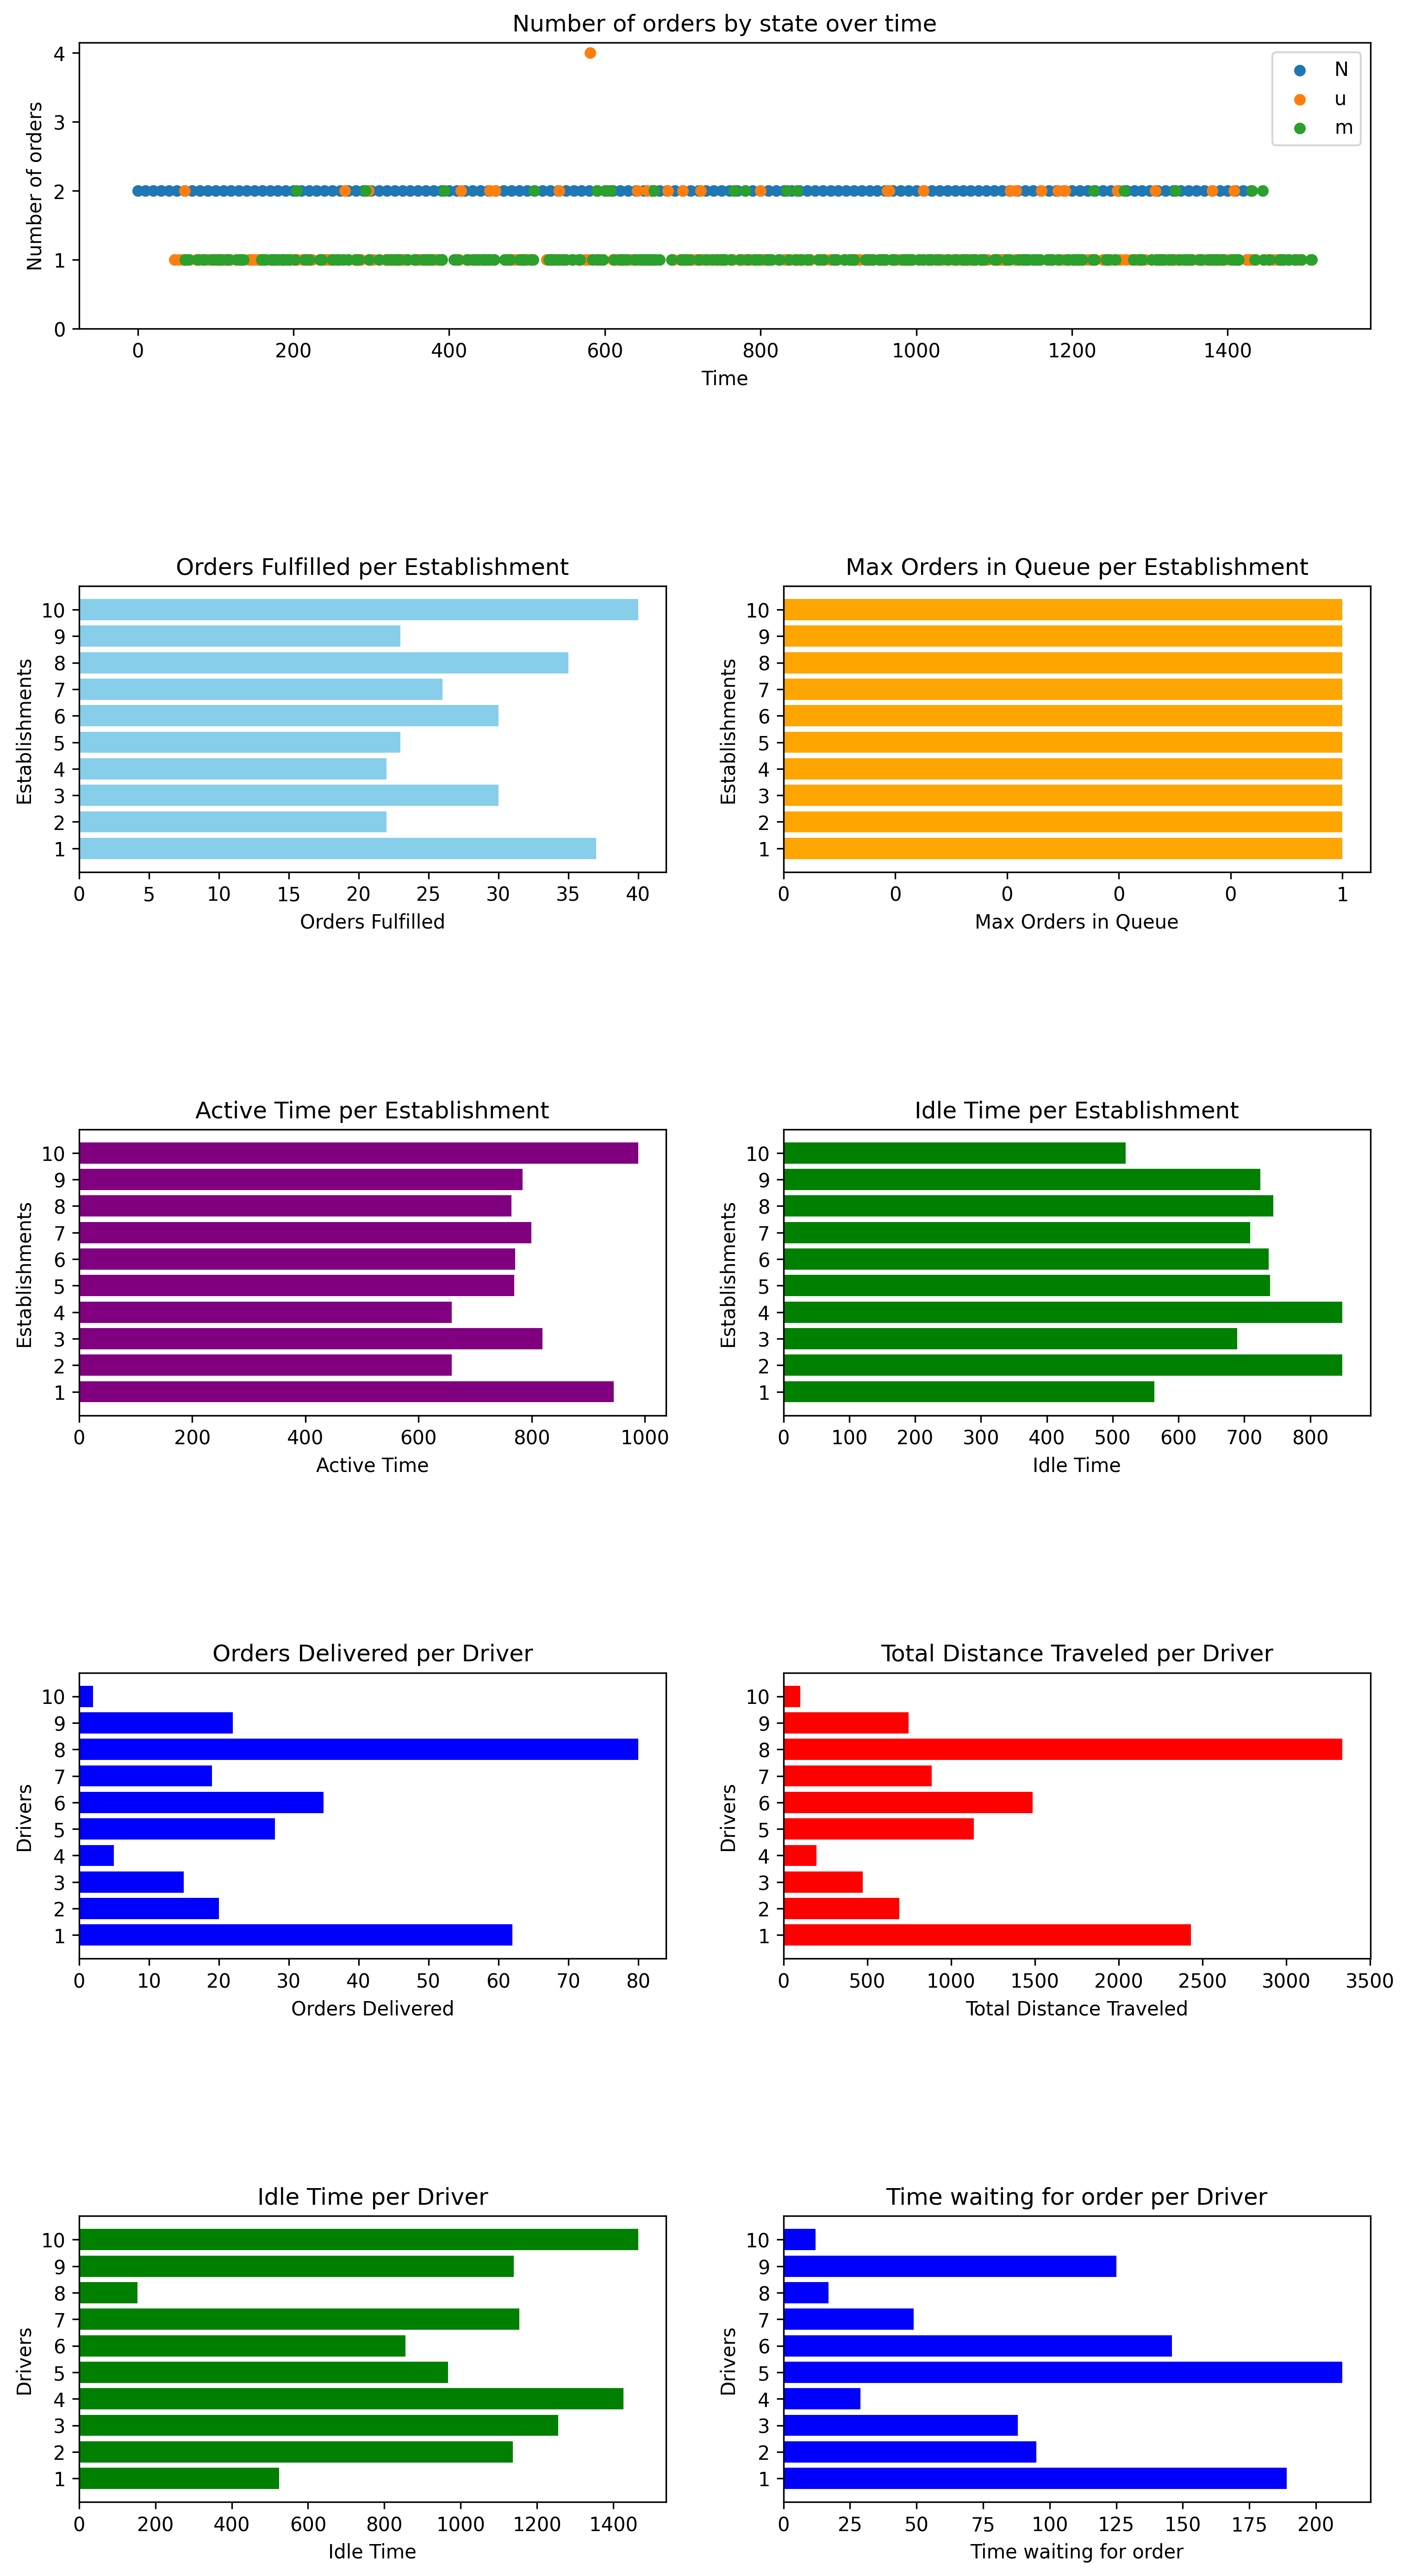 Number of orders by state over time
Number of orders
4
3
2
1
0
N
u
m
0 200 400 600 800 1000 1200 1400
Time
Orders Fulfilled per Establishment
Establishments
10
9
8
7
6
5
4
3
2
1
0 5 10 15 20 25 30 35 40
Orders Fulfilled
Max Orders in Queue per Establishment
Establishments
10
9
8
7
6
5
4
3
2
1
0 0 0 0 0 1
Max Orders in Queue
Active Time per Establishment
Establishments
10
9
8
7
6
5
4
3
2
1
0 200 400 600 800 1000
Active Time
Idle Time per Establishment
Establishments
10
9
8
7
6
5
4
3
2
1
0 100 200 300 400 500 600 700 800
Idle Time
Orders Delivered per Driver
Drivers
10
9
8
7
6
5
4
3
2
1
0 10 20 30 40 50 60 70 80
Orders Delivered
Total Distance Traveled per Driver
Drivers
10
9
8
7
6
5
4
3
2
1
0 500 1000 1500 2000 2500 3000 3500
Total Distance Traveled
Idle Time per Driver
Drivers
10
9
8
7
6
5
4
3
2
1
0 200 400 600 800 1000 1200 1400
Idle Time
Time waiting for order per Driver
Drivers
10
9
8
7
6
5
4
3
2
1
0 25 50 75 100 125 150 175 200
Time waiting for order